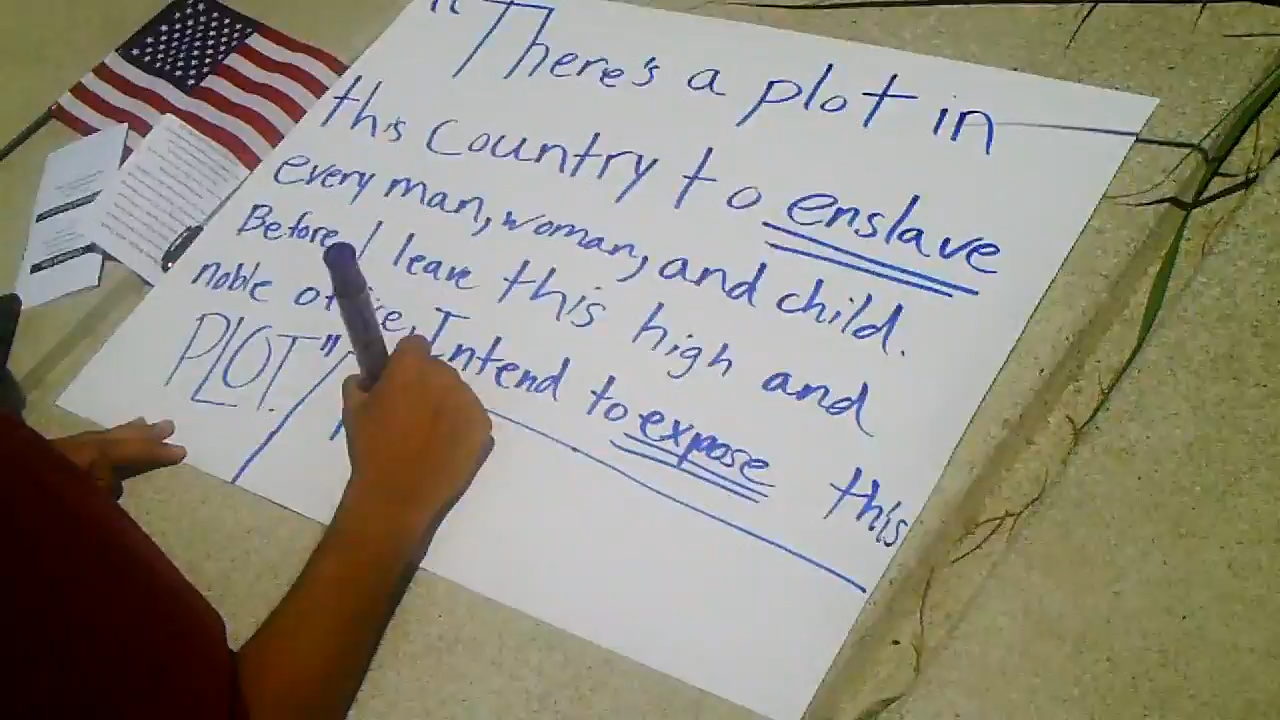 "There's a plot in
this Country to enslave
every man, woman, and child.
Before I leave this high and
noble office, I intend to expose this
PLOT."